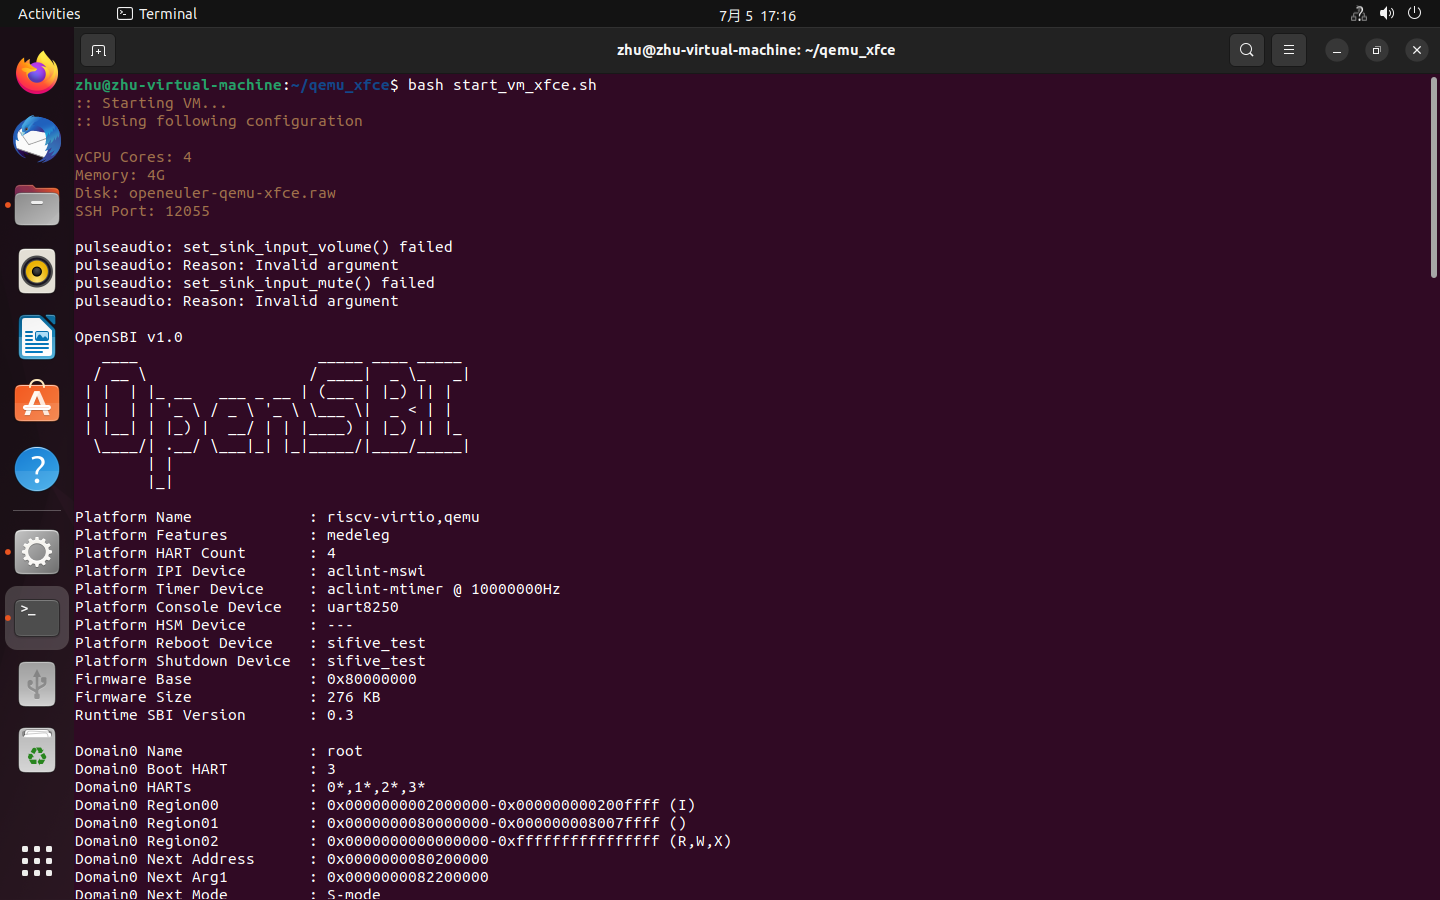 Activities
Terminal
7月 5 17:16
zhu@zhu-virtual-machine: ~/qemu_xfce
zhu@zhu-virtual-machine:~/qemu_xfce$ bash start_vm_xfce.sh
:: Starting VM...
:: Using following configuration
vCPU Cores: 4
Memory: 4G
Disk: openeuler-qemu-xfce.raw
SSH Port: 12055
pulseaudio: set_sink_input_volume() failed
pulseaudio: Reason: Invalid argument
pulseaudio: set_sink_input_mute() failed
pulseaudio: Reason: Invalid argument
OpenSBI v1.0
OpenSBI
Platform Name : riscv-virtio,qemu
Platform Features : medeleg
Platform HART Count : 4
Platform IPI Device : aclint-mswi
Platform Timer Device : aclint-mtimer @ 10000000Hz
Platform Console Device : uart8250
Platform HSM Device : ---
Platform Reboot Device : sifive_test
Platform Shutdown Device : sifive_test
Firmware Base : 0x80000000
Firmware Size : 276 KB
Runtime SBI Version : 0.3
Domain0 Name : root
Domain0 Boot HART : 3
Domain0 HARTs : 0*,1*,2*,3*
Domain0 Region00 : 0x0000000002000000-0x000000000200ffff (I)
Domain0 Region01 : 0x0000000080000000-0x000000008007ffff ()
Domain0 Region02 : 0x0000000000000000-0xffffffffffffffff (R,W,X)
Domain0 Next Address : 0x0000000080200000
Domain0 Next Arg1 : 0x0000000082200000
Domain0 Next Mode : S-mode